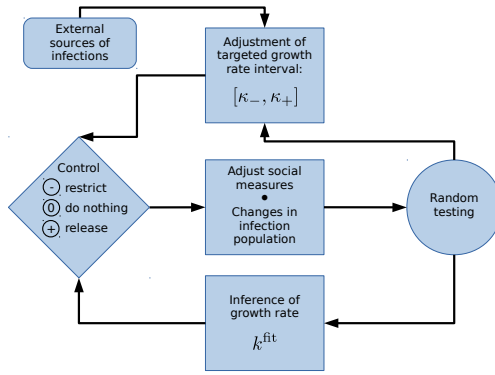 External
sources of
infections
Adjustment of
targeted growth
rate interval:
[κ₋, κ₊]
Control
- restrict
0 do nothing
+ release
Adjust social
measures
•
Changes in
infection
population
Random
testing
Inference of
growth rate
k^fit